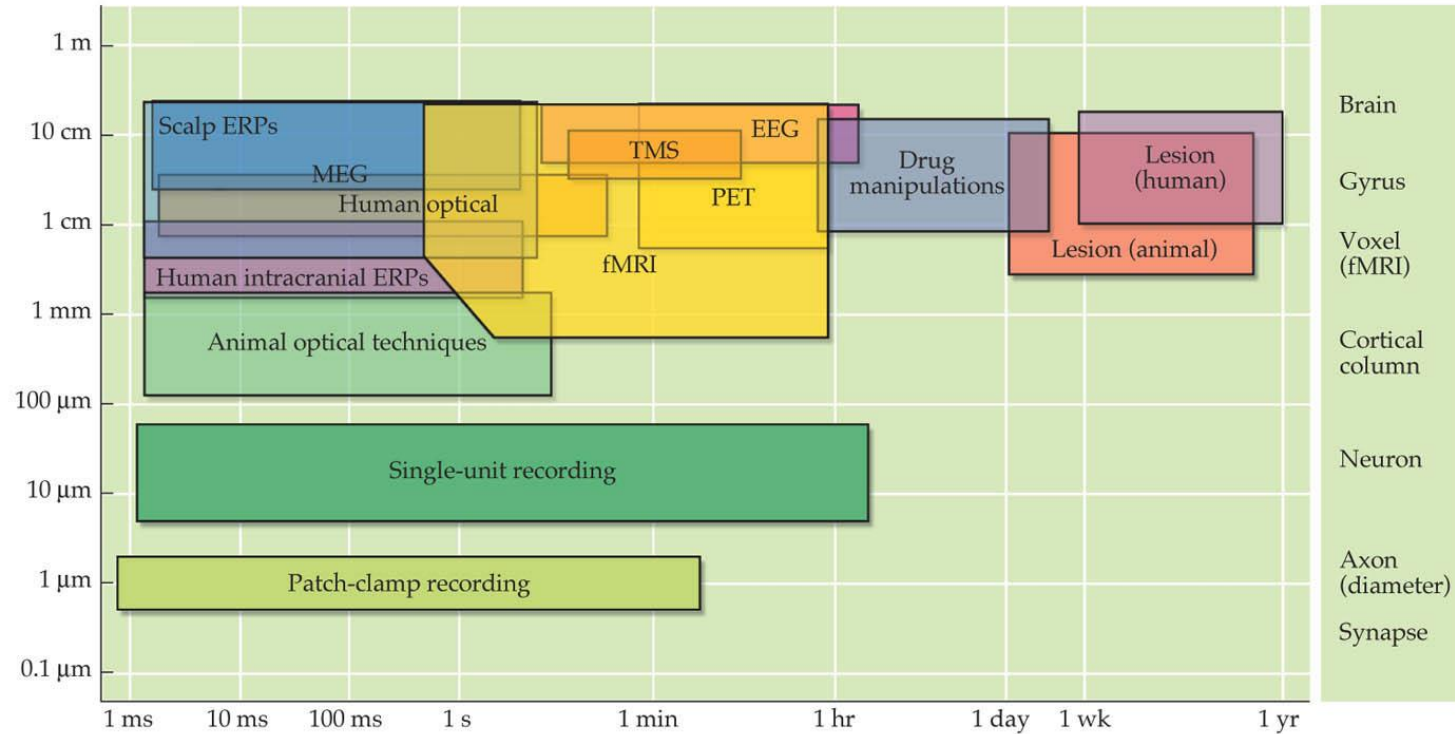 1 m
10 cm
1 cm
1 mm
100 μm
10 μm
1 μm
0.1 μm
Scalp ERPs
MEG
Human optical
Human intracranial ERPs
Animal optical techniques
EEG
TMS
PET
fMRI
Drug
manipulations
Lesion
(human)
Lesion (animal)
Single-unit recording
Patch-clamp recording
1 ms
10 ms
100 ms
1 s
1 min
1 hr
1 day
1 wk
1 yr
Brain
Gyrus
Voxel
(fMRI)
Cortical
column
Neuron
Axon
(diameter)
Synapse